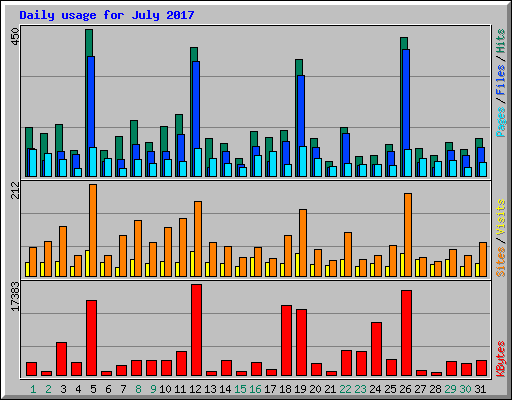 Daily usage for July 2017
450
Pages / Files / Hits
212
Sites / Visits
17383
KBytes
1 2 3 4 5 6 7 8 9 10 11 12 13 14 15 16 17 18 19 20 21 22 23 24 25 26 27 28 29 30 31